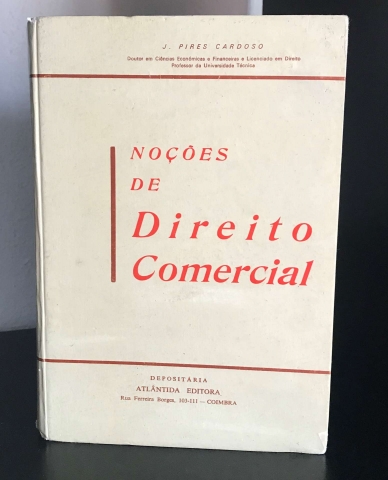 J. PIRES CARDOSO
Doutor em Ciências Económicas e Financeiras e Licenciado em Direito
Professor da Universidade Técnica
NOÇÕES
DE
Direito
Comercial
DEPOSITÁRIA
ATLÂNTIDA EDITORA
Rua Ferreira Borges, 103-111 — COIMBRA